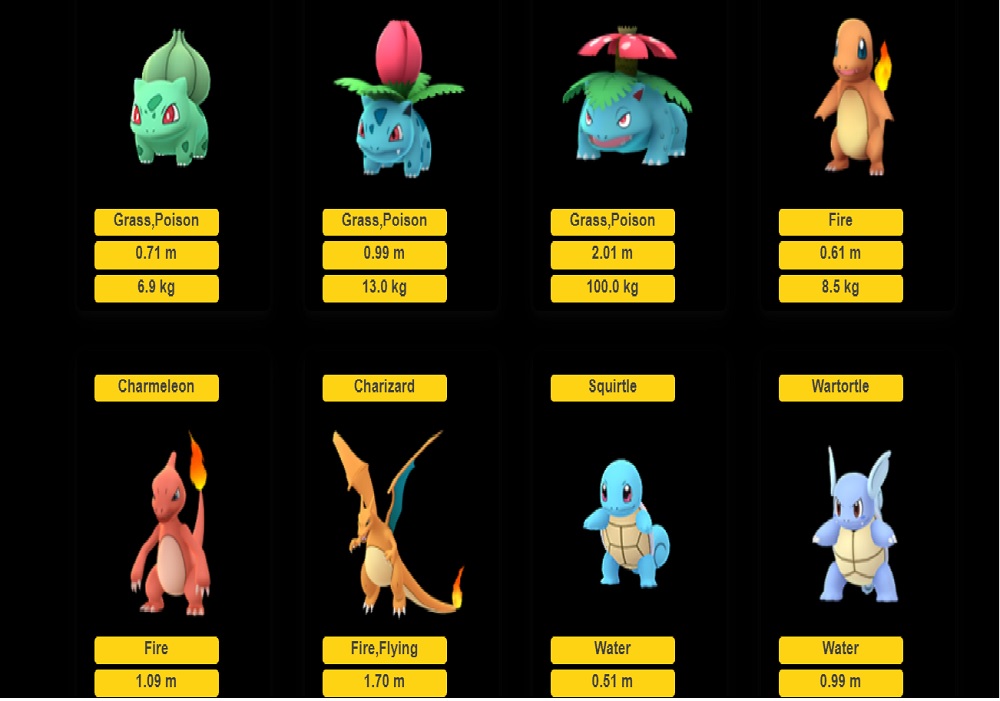 Grass,Poison
0.71 m
6.9 kg
Grass,Poison
0.99 m
13.0 kg
Grass,Poison
2.01 m
100.0 kg
Fire
0.61 m
8.5 kg
Charmeleon
Fire
1.09 m
Charizard
Fire,Flying
1.70 m
Squirtle
Water
0.51 m
Wartortle
Water
0.99 m